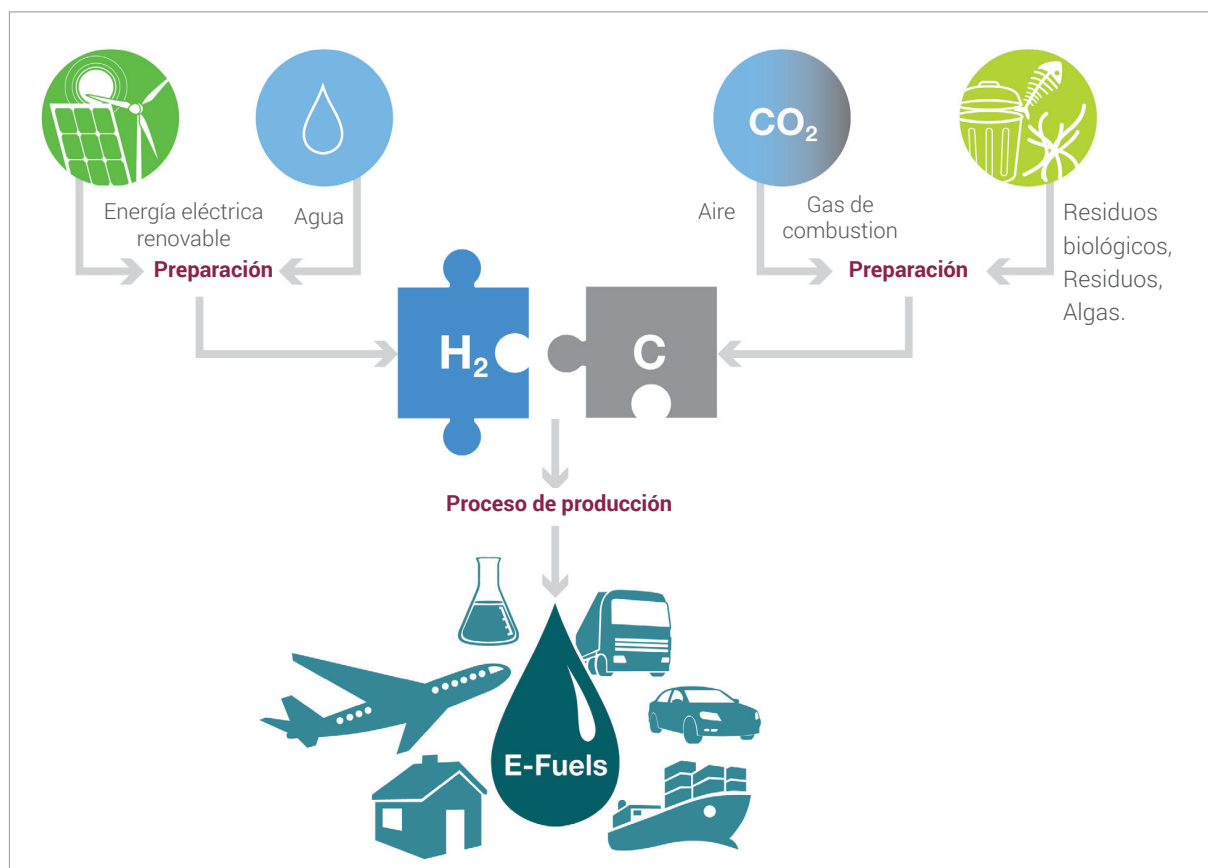 CO₂
Energía eléctrica
renovable
Agua
Preparación
Aire
Gas de
combustion
Preparación
Residuos
biológicos,
Residuos,
Algas.
H₂
C
Proceso de producción
E-Fuels